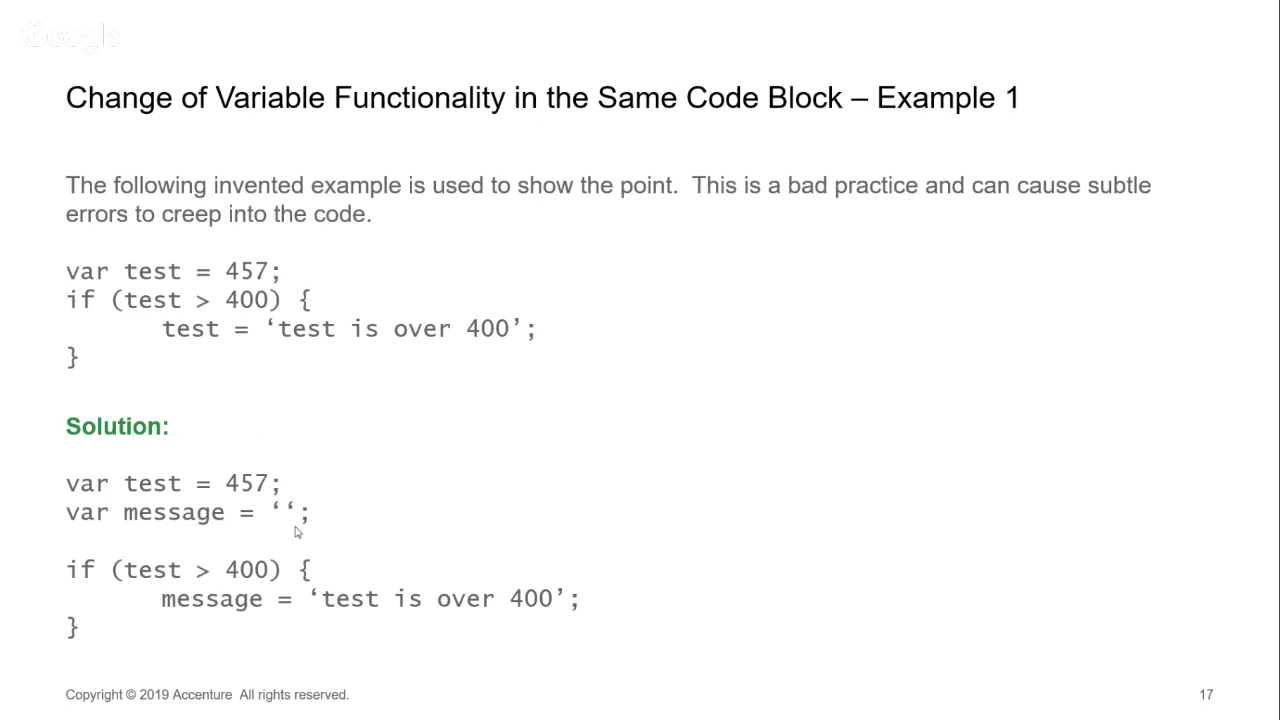 Google
Change of Variable Functionality in the Same Code Block – Example 1
The following invented example is used to show the point.  This is a bad practice and can cause subtle
errors to creep into the code.
var test = 457;
if (test > 400) {
test = ‘test is over 400’;
}
Solution:
var test = 457;
var message = ‘‘;
if (test > 400) {
message = ‘test is over 400’;
}
Copyright © 2019 Accenture  All rights reserved.
17